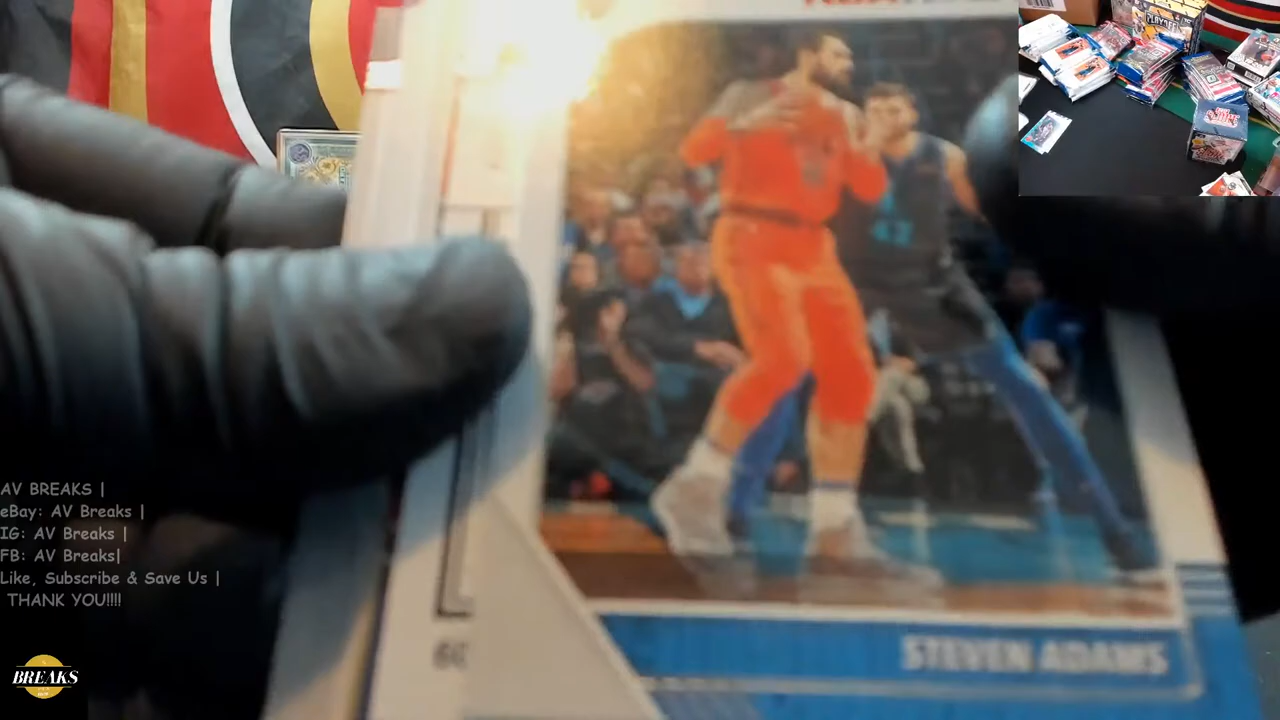 STEVEN ADAMS
AV BREAKS |
eBay: AV Breaks |
IG: AV Breaks |
FB: AV Breaks|
Like, Subscribe & Save Us |
THANK YOU!!!!
BREAKS
PLAYOFF